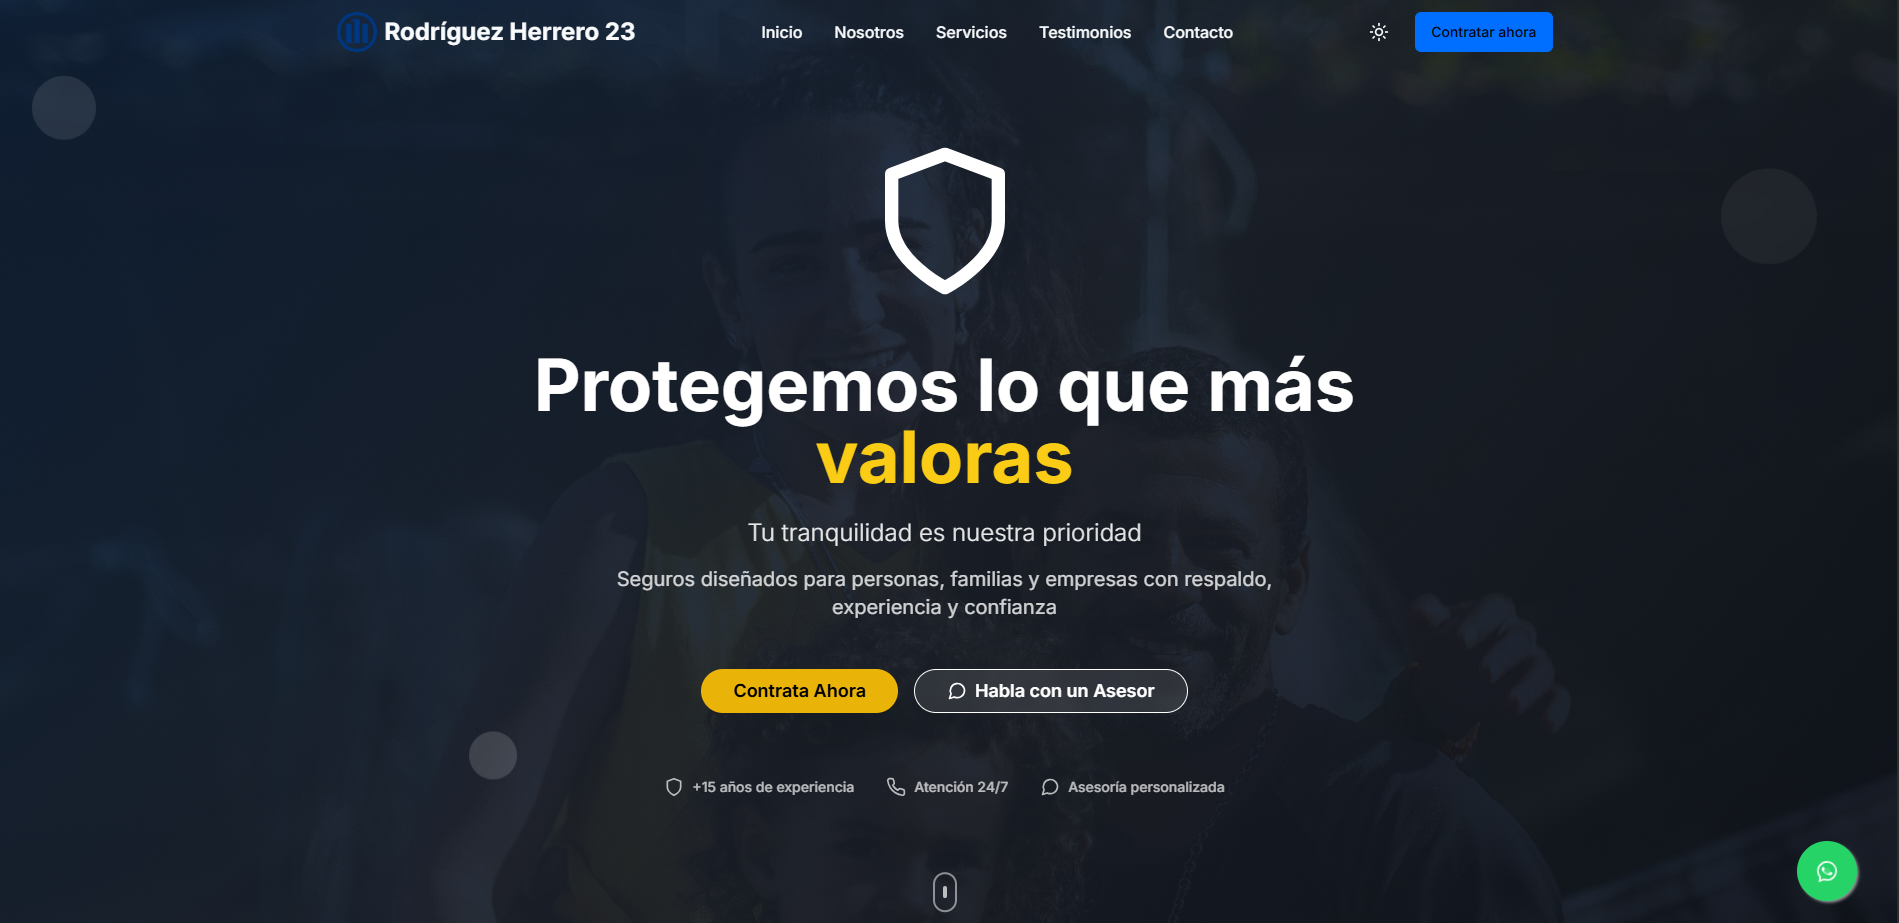 Rodríguez Herrero 23
Inicio
Nosotros
Servicios
Testimonios
Contacto
Contratar ahora
Protegemos lo que más
valoras
Tu tranquilidad es nuestra prioridad
Seguros diseñados para personas, familias y empresas con respaldo,
experiencia y confianza
Contrata Ahora
Habla con un Asesor
+15 años de experiencia
Atención 24/7
Asesoría personalizada